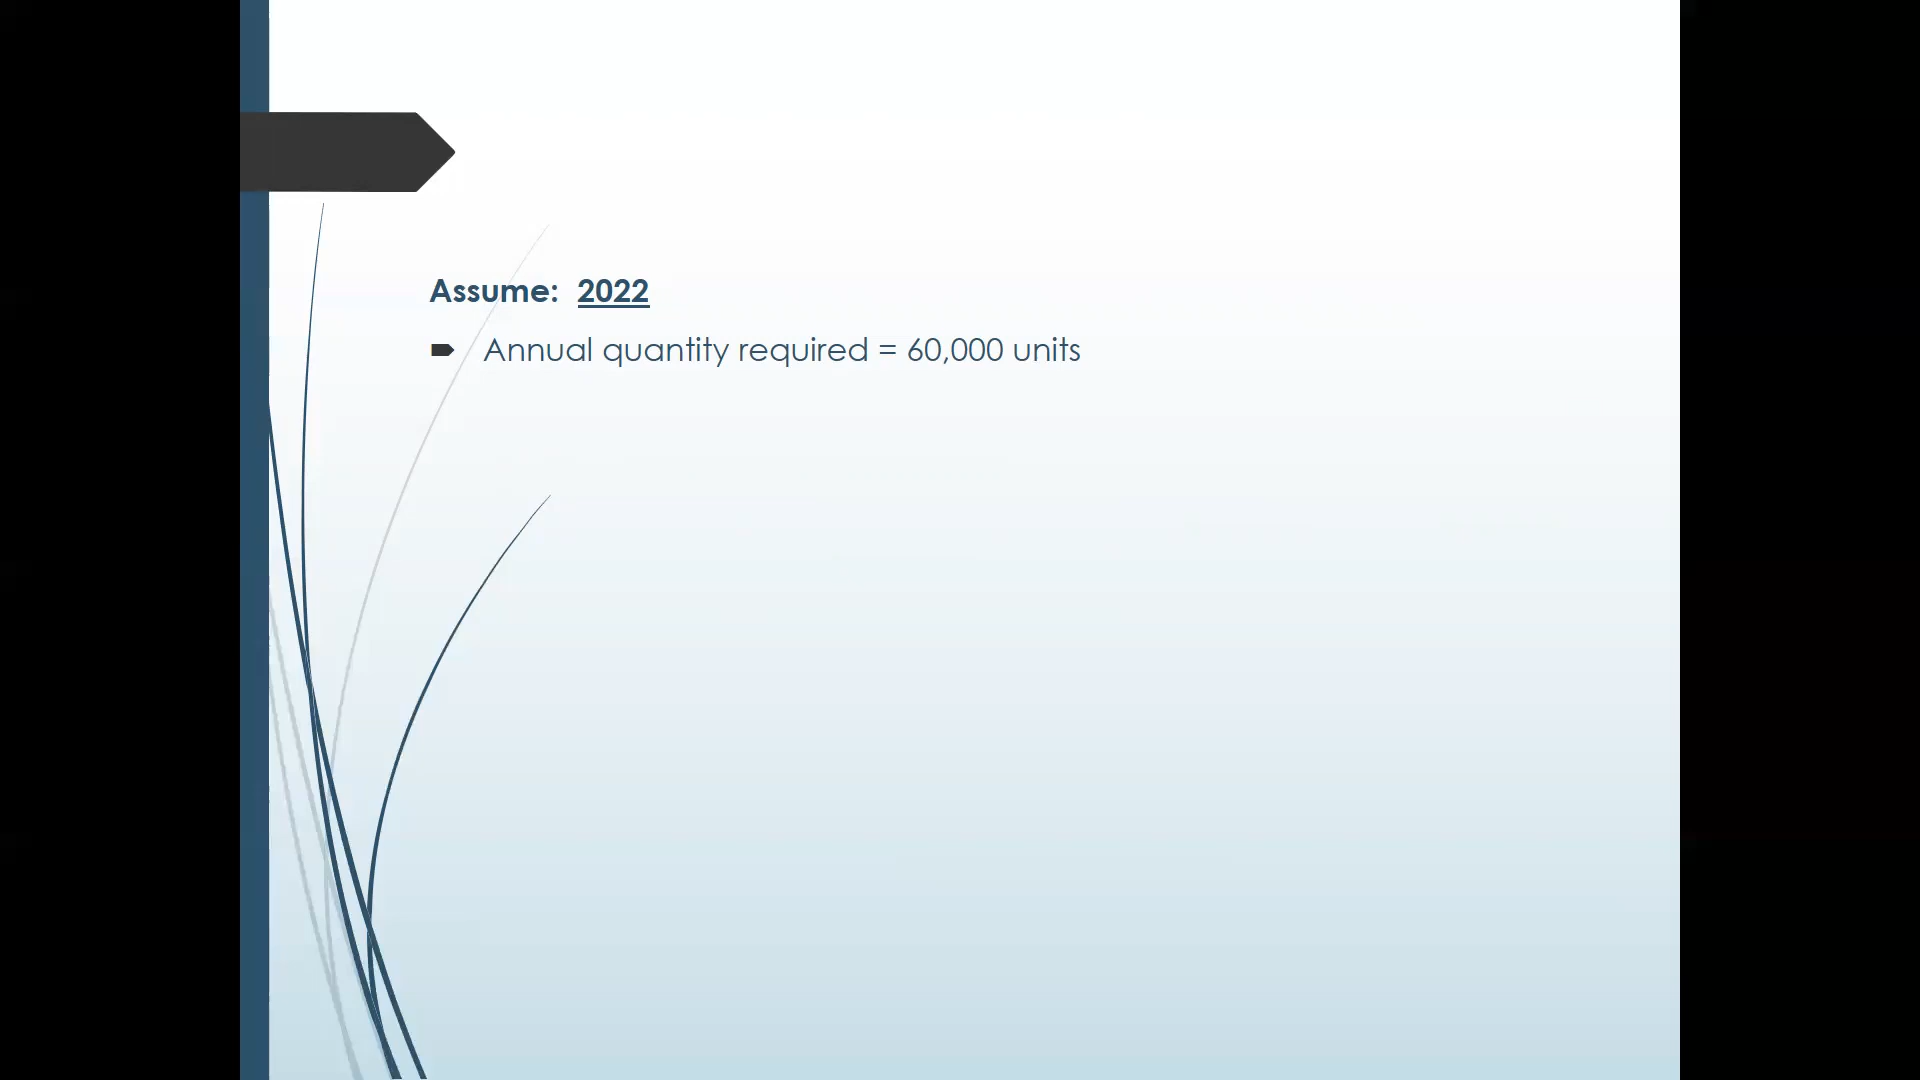 Assume: 2022
Annual quantity required = 60,000 units